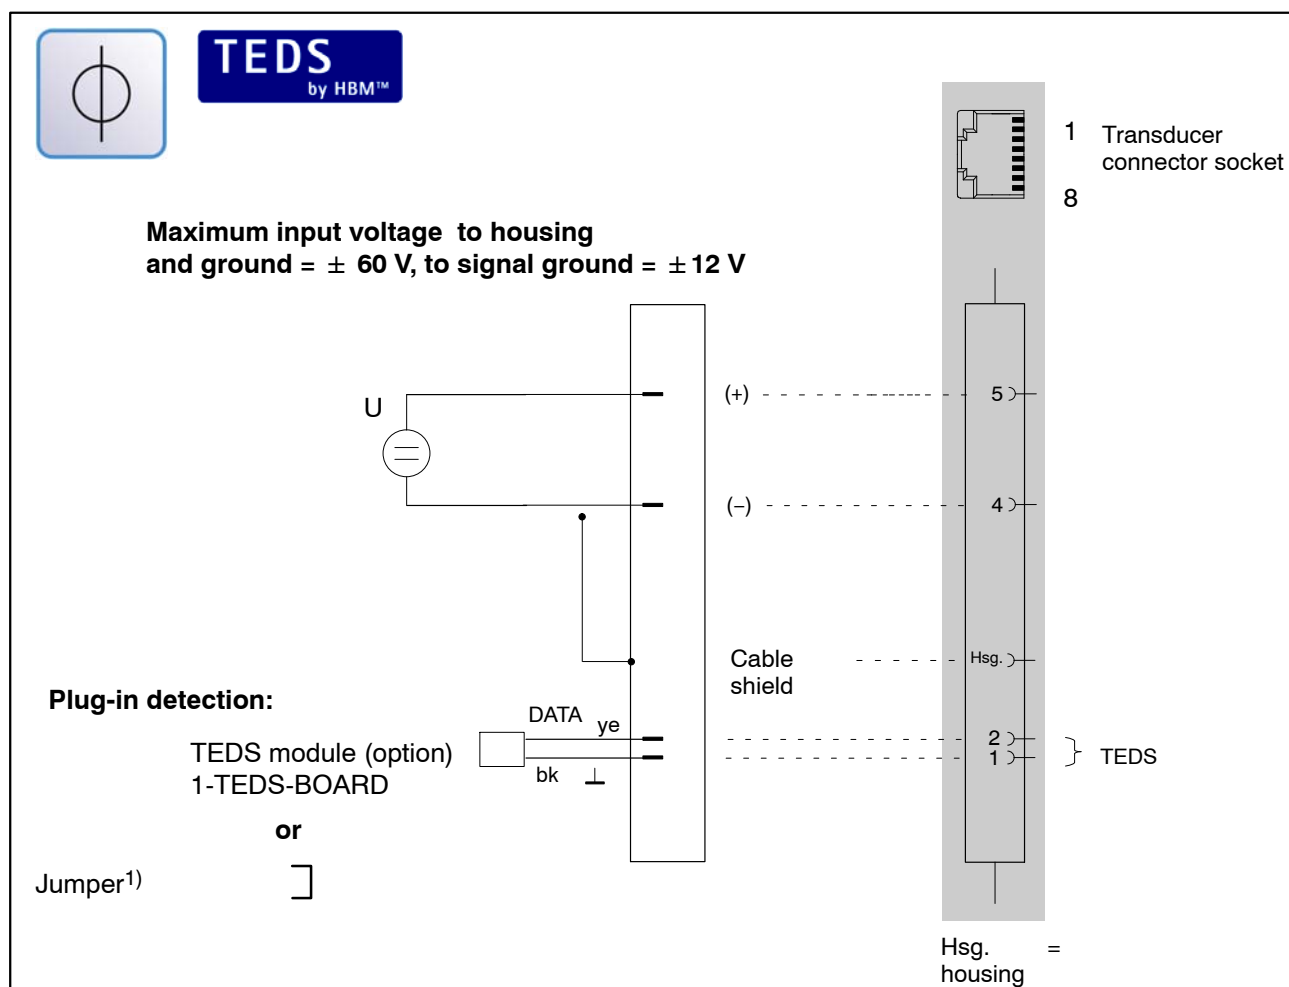 TEDS
by HBM™
1
Transducer
connector socket
8
Maximum input voltage to housing
and ground = ± 60 V, to signal ground = ±12 V
U
(+)
5
(−)
4
Cable
shield
Hsg.
Plug-in detection:
DATA
ye
TEDS module (option)
1-TEDS-BOARD
bk
2
1
TEDS
or
Jumper1)
Hsg. =
housing